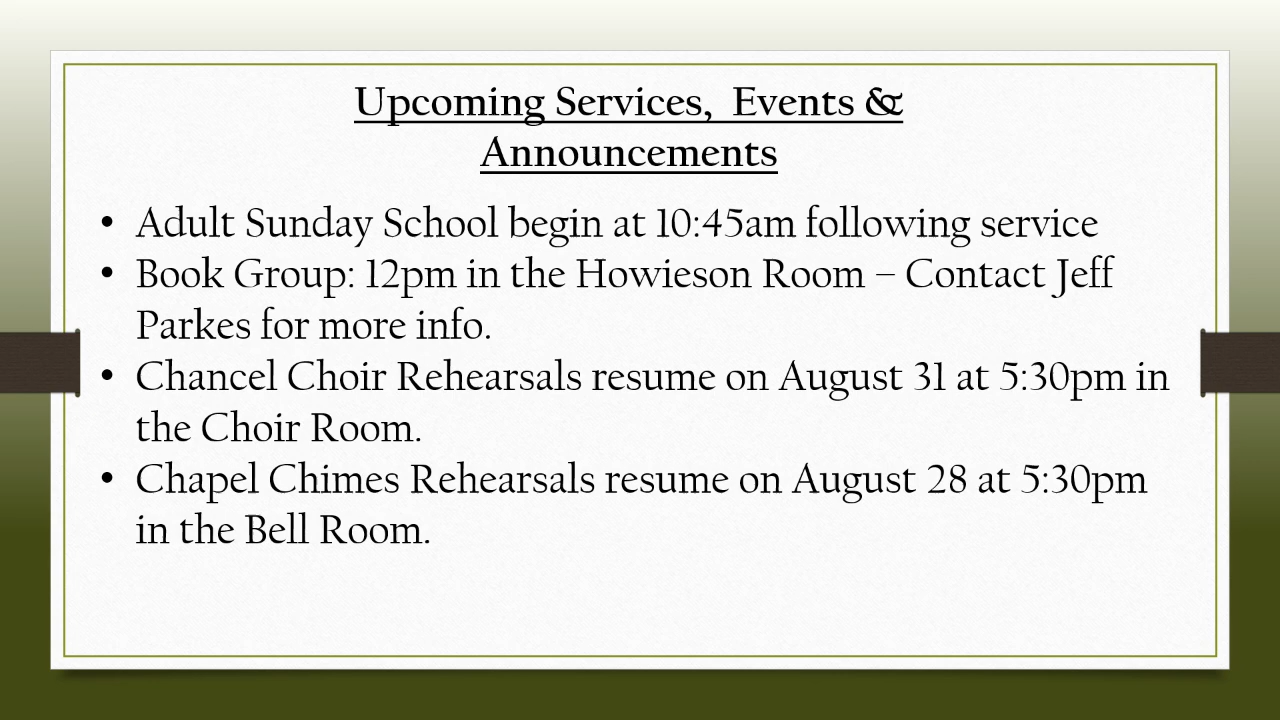 Upcoming Services,  Events &
Announcements
• Adult Sunday School begin at 10:45am following service
• Book Group: 12pm in the Howieson Room – Contact Jeff
Parkes for more info.
• Chancel Choir Rehearsals resume on August 31 at 5:30pm in
the Choir Room.
• Chapel Chimes Rehearsals resume on August 28 at 5:30pm
in the Bell Room.